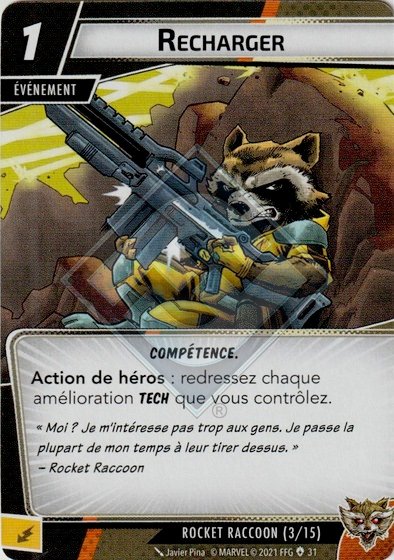 1
RECHARGER
ÉVÉNEMENT
COMPÉTENCE.
Action de héros : redressez chaque
amélioration TECH que vous contrôlez.
« Moi ? Je m'intéresse pas trop aux gens. Je passe la
plupart de mon temps à leur tirer dessus. »
– Rocket Raccoon
®
ROCKET RACCOON (3/15)
Javier Pina © MARVEL © 2021 FFG 31